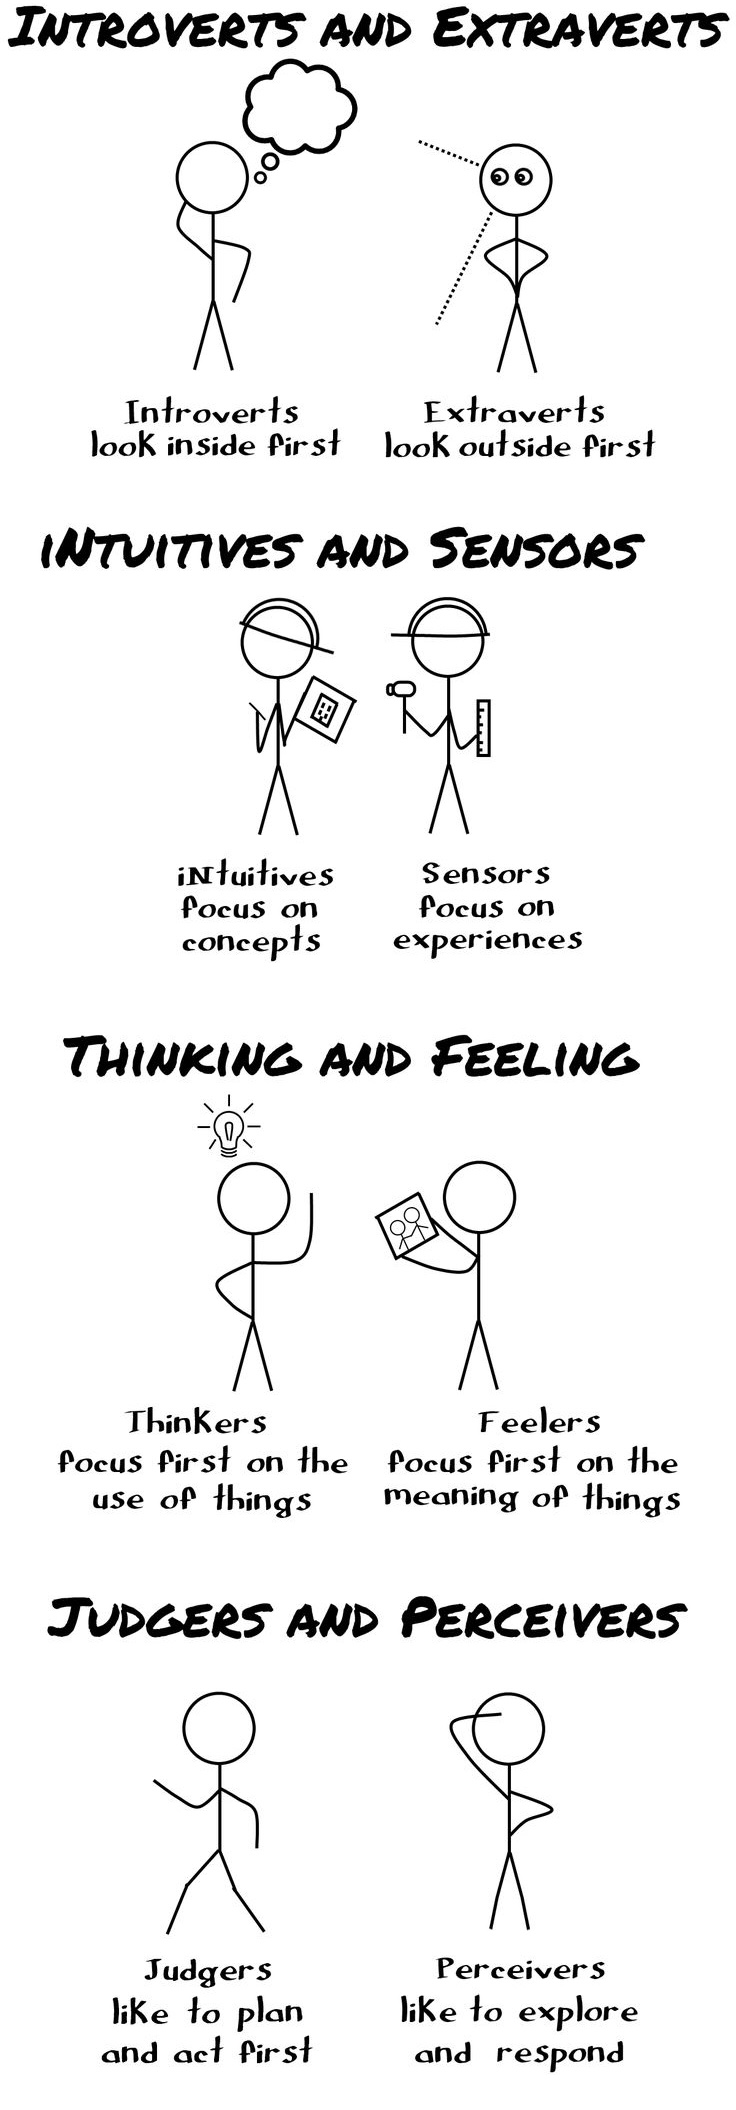 Introverts and Extraverts
Introverts
look inside first
Extraverts
look outside first
iNtuitives and Sensors
iNtuitives
focus on
concepts
Sensors
focus on
experiences
Thinking and Feeling
Thinkers
focus first on the
use of things
Feelers
focus first on the
meaning of things
Judgers and Perceivers
Judgers
like to plan
and act first
Perceivers
like to explore
and respond